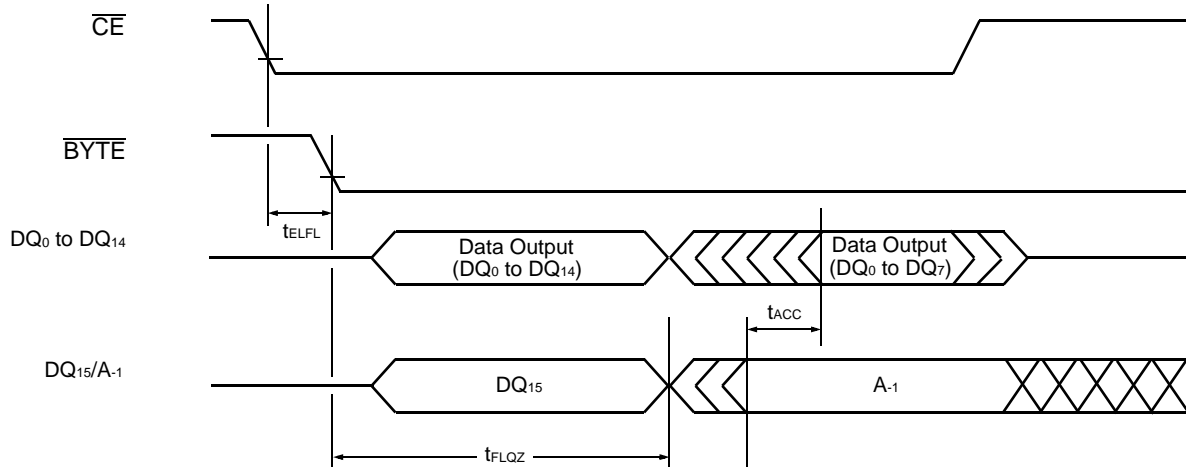 CE
BYTE
tELFL
DQ0 to DQ14
Data Output
(DQ0 to DQ14)
Data Output
(DQ0 to DQ7)
tACC
DQ15/A-1
DQ15
A-1
tFLQZ